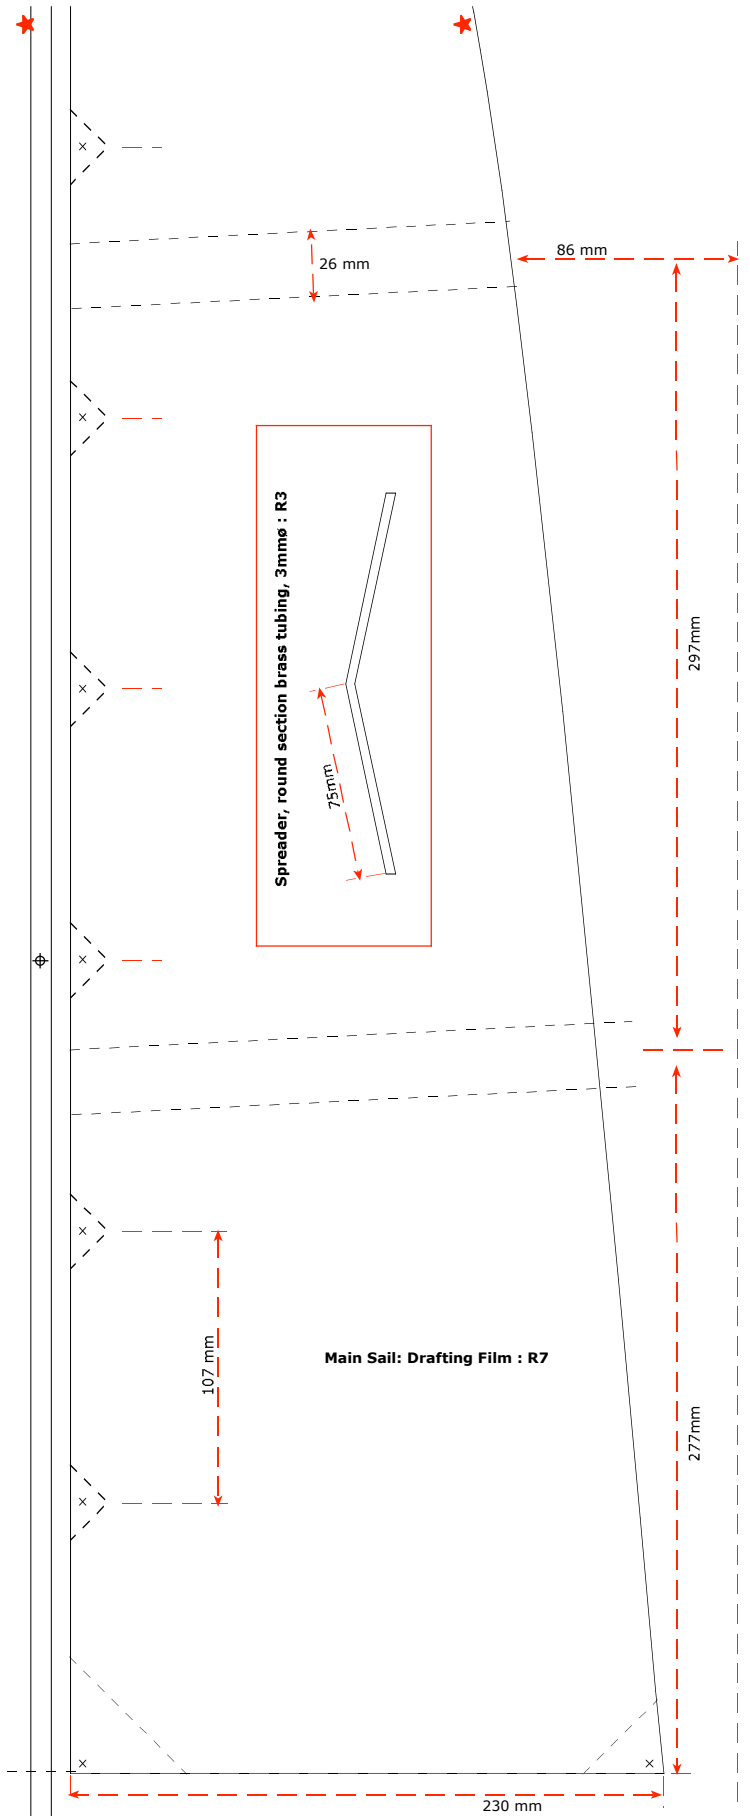 86 mm
26 mm
Spreader, round section brass tubing, 3mmø : R3
297mm
75mm
107 mm
Main Sail: Drafting Film : R7
277mm
230 mm